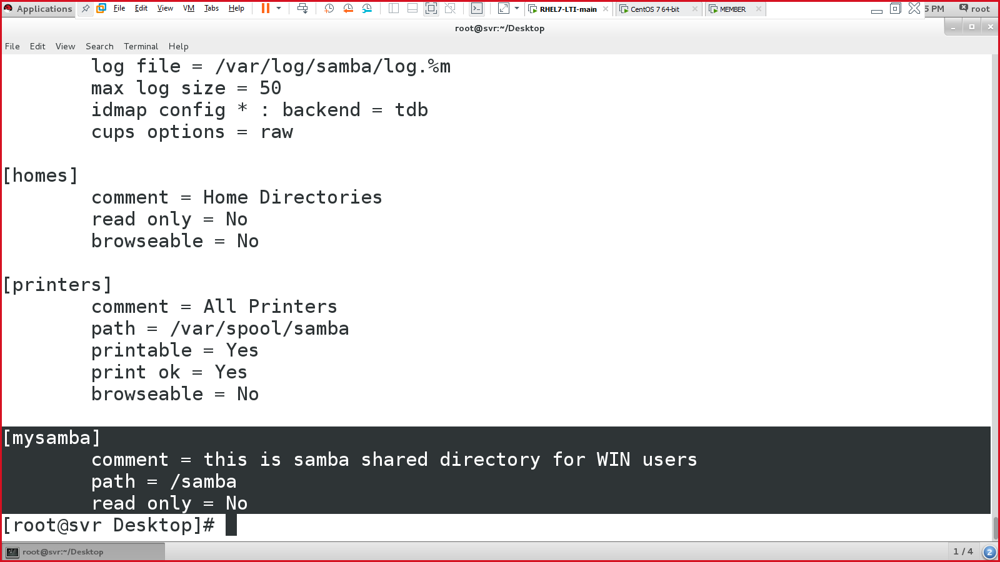 Applications File Edit View VM Tabs Help RHEL7-LTI-main CentOS 7 64-bit MEMBER 5 PM root
root@svr:~/Desktop
File Edit View Search Terminal Help
log file = /var/log/samba/log.%m
max log size = 50
idmap config * : backend = tdb
cups options = raw
[homes]
comment = Home Directories
read only = No
browseable = No
[printers]
comment = All Printers
path = /var/spool/samba
printable = Yes
print ok = Yes
browseable = No
[mysamba]
comment = this is samba shared directory for WIN users
path = /samba
read only = No
[root@svr Desktop]#
root@svr:~/Desktop 1 / 4 2